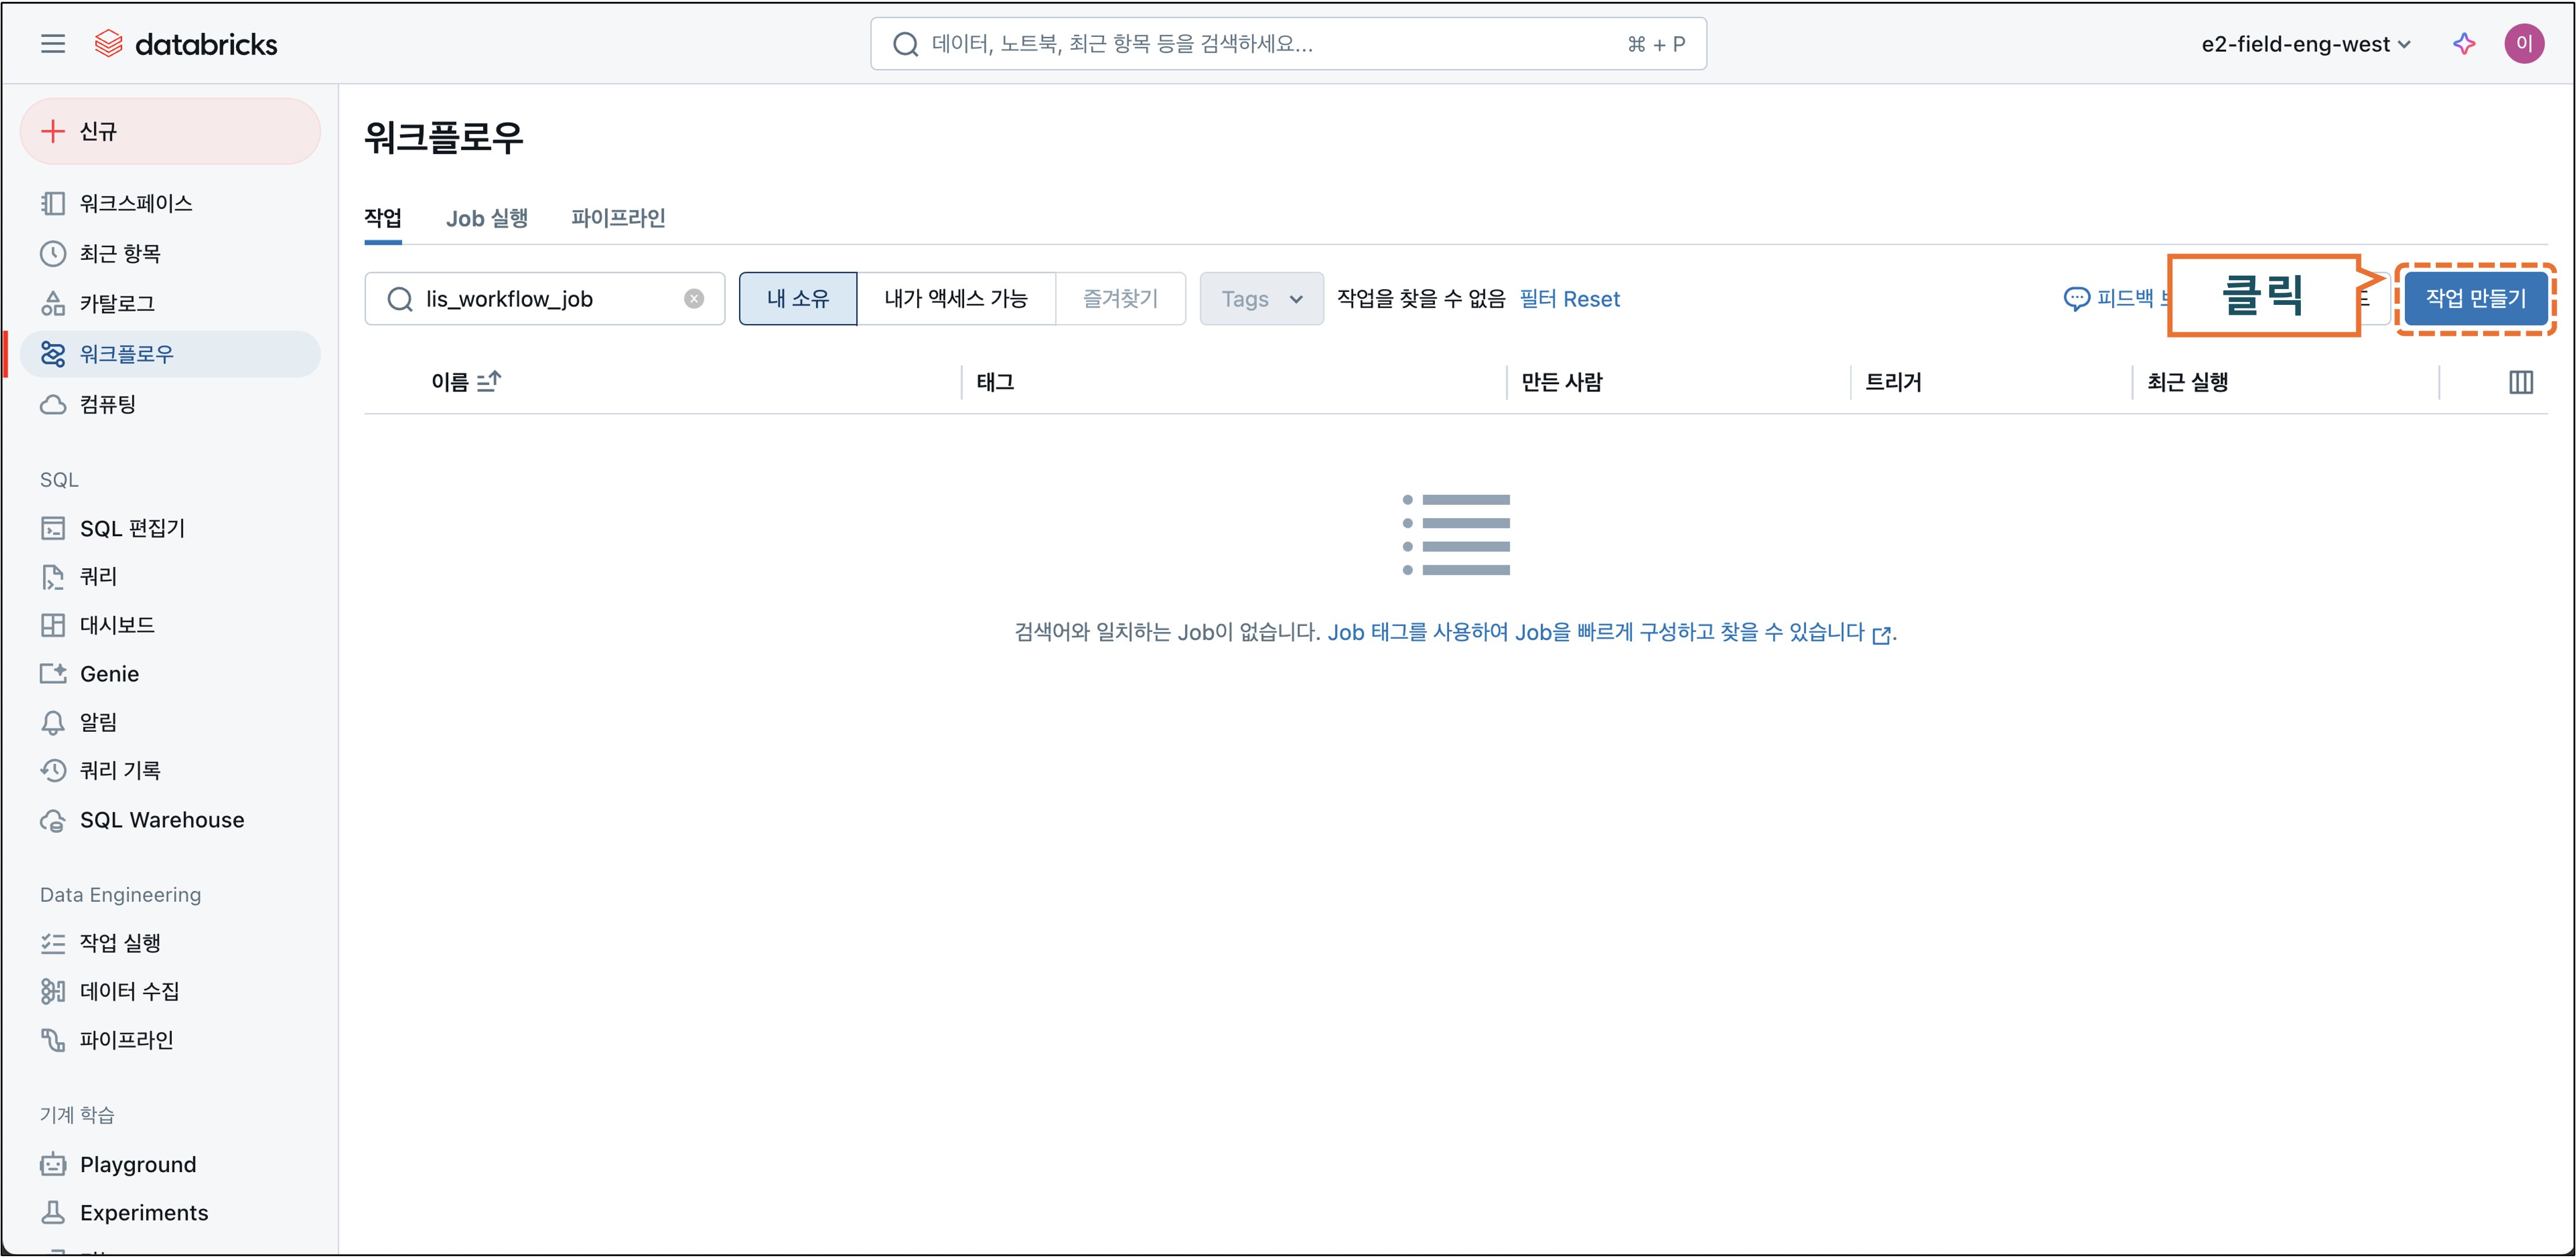 databricks
데이터, 노트북, 최근 항목 등을 검색하세요...
⌘ + P
e2-field-eng-west
이
신규
워크스페이스
최근 항목
카탈로그
워크플로우
컴퓨팅
SQL
SQL 편집기
쿼리
대시보드
Genie
알림
쿼리 기록
SQL Warehouse
Data Engineering
작업 실행
데이터 수집
파이프라인
기계 학습
Playground
Experiments
워크플로우
작업 Job 실행 파이프라인
lis_workflow_job
내 소유 내가 액세스 가능 즐겨찾기
Tags
작업을 찾을 수 없음 필터 Reset
피드백
클릭
작업 만들기
이름 태그 만든 사람 트리거 최근 실행
검색어와 일치하는 Job이 없습니다. Job 태그를 사용하여 Job을 빠르게 구성하고 찾을 수 있습니다.